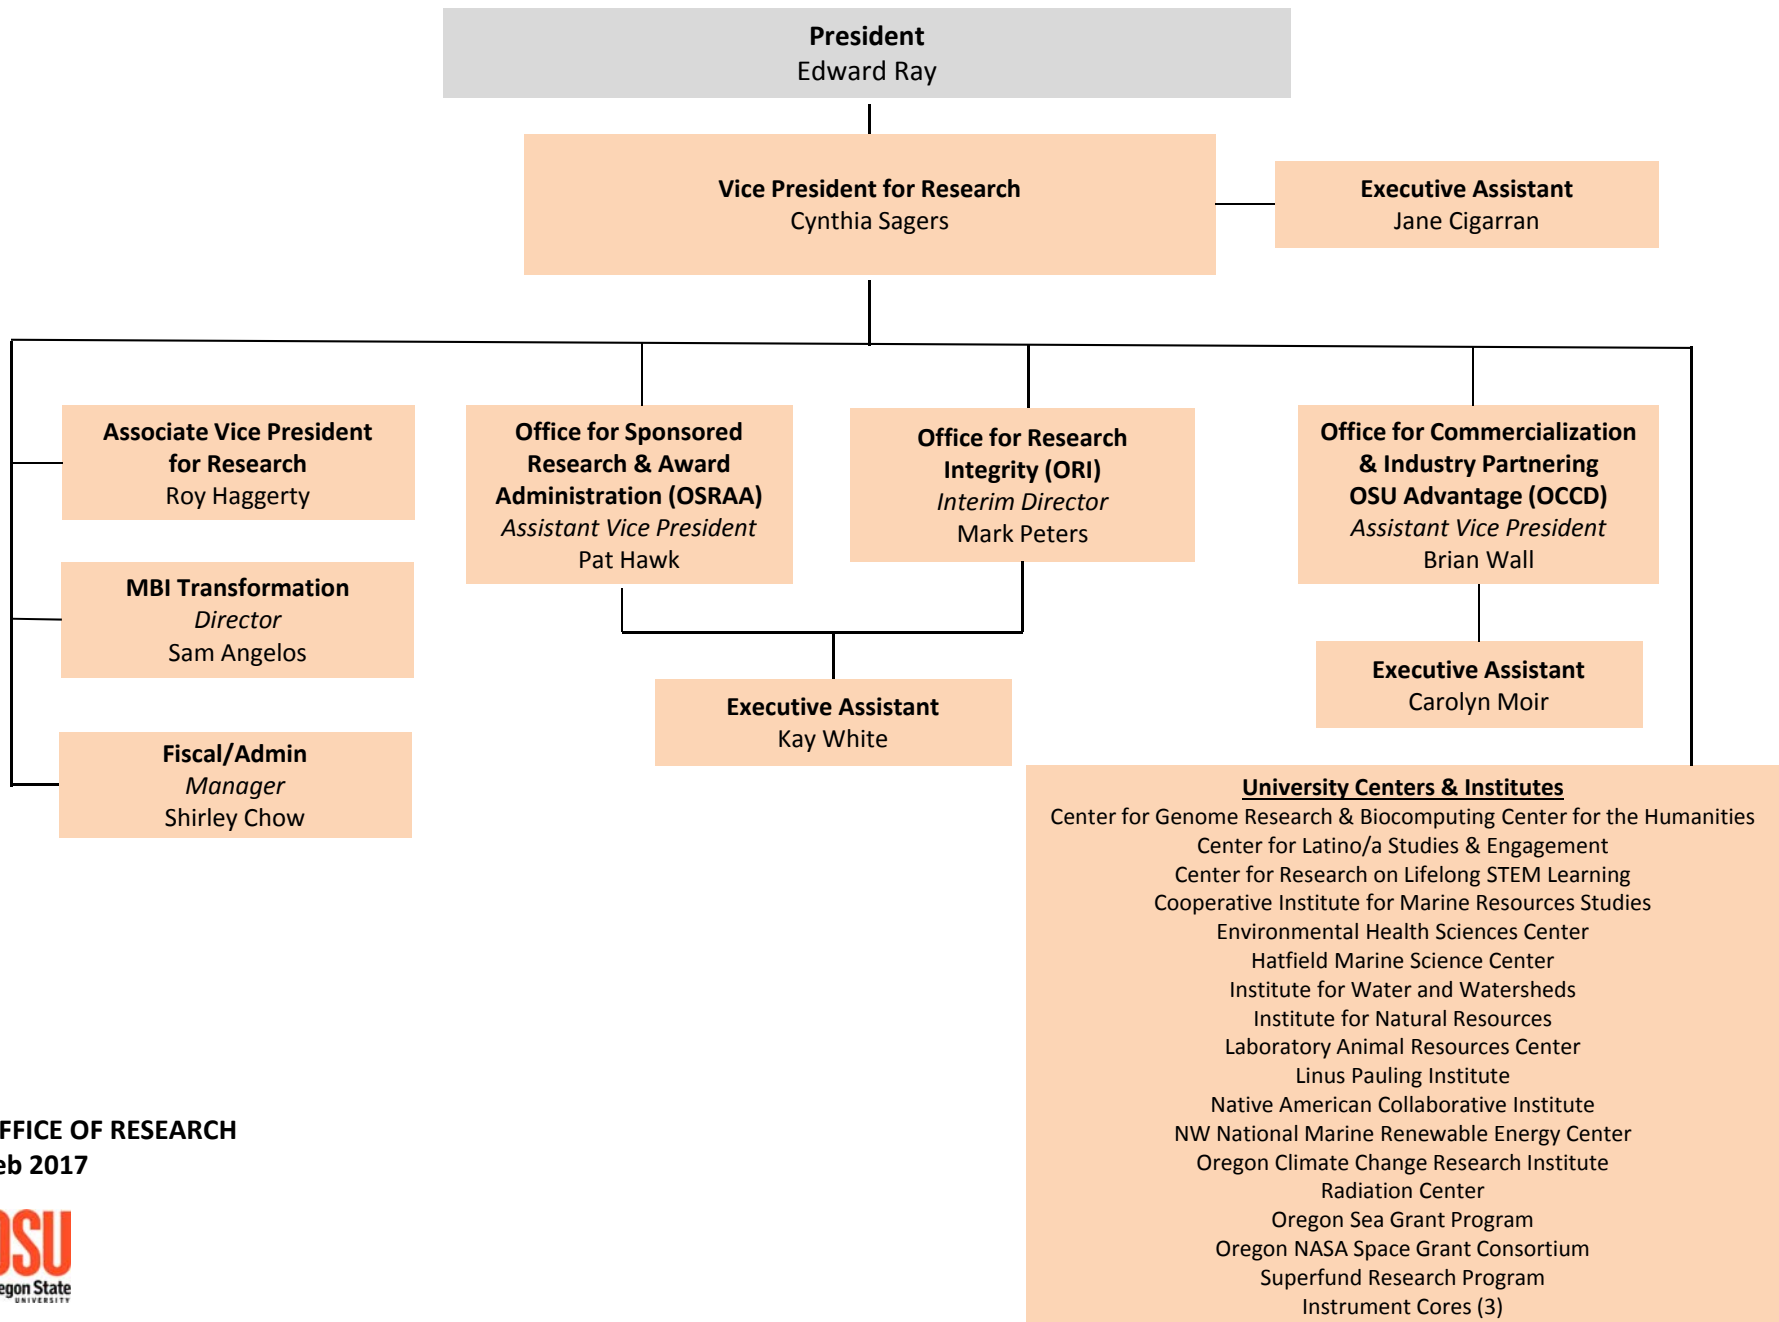 President
Edward Ray
Vice President for Research
Cynthia Sagers
Executive Assistant
Jane Cigarran
Associate Vice President
for Research
Roy Haggerty
MBI Transformation
Director
Sam Angelos
Fiscal/Admin
Manager
Shirley Chow
Office for Sponsored
Research & Award
Administration (OSRAA)
Assistant Vice President
Pat Hawk
Office for Research
Integrity (ORI)
Interim Director
Mark Peters
Executive Assistant
Kay White
Office for Commercialization
& Industry Partnering
OSU Advantage (OCCD)
Assistant Vice President
Brian Wall
Executive Assistant
Carolyn Moir
University Centers & Institutes
Center for Genome Research & Biocomputing Center for the Humanities
Center for Latino/a Studies & Engagement
Center for Research on Lifelong STEM Learning
Cooperative Institute for Marine Resources Studies
Environmental Health Sciences Center
Hatfield Marine Science Center
Institute for Water and Watersheds
Institute for Natural Resources
Laboratory Animal Resources Center
Linus Pauling Institute
Native American Collaborative Institute
NW National Marine Renewable Energy Center
Oregon Climate Change Research Institute
Radiation Center
Oregon Sea Grant Program
Oregon NASA Space Grant Consortium
Superfund Research Program
Instrument Cores (3)
FFICE OF RESEARCH
eb 2017
OSU
egon State
UNIVERSITY